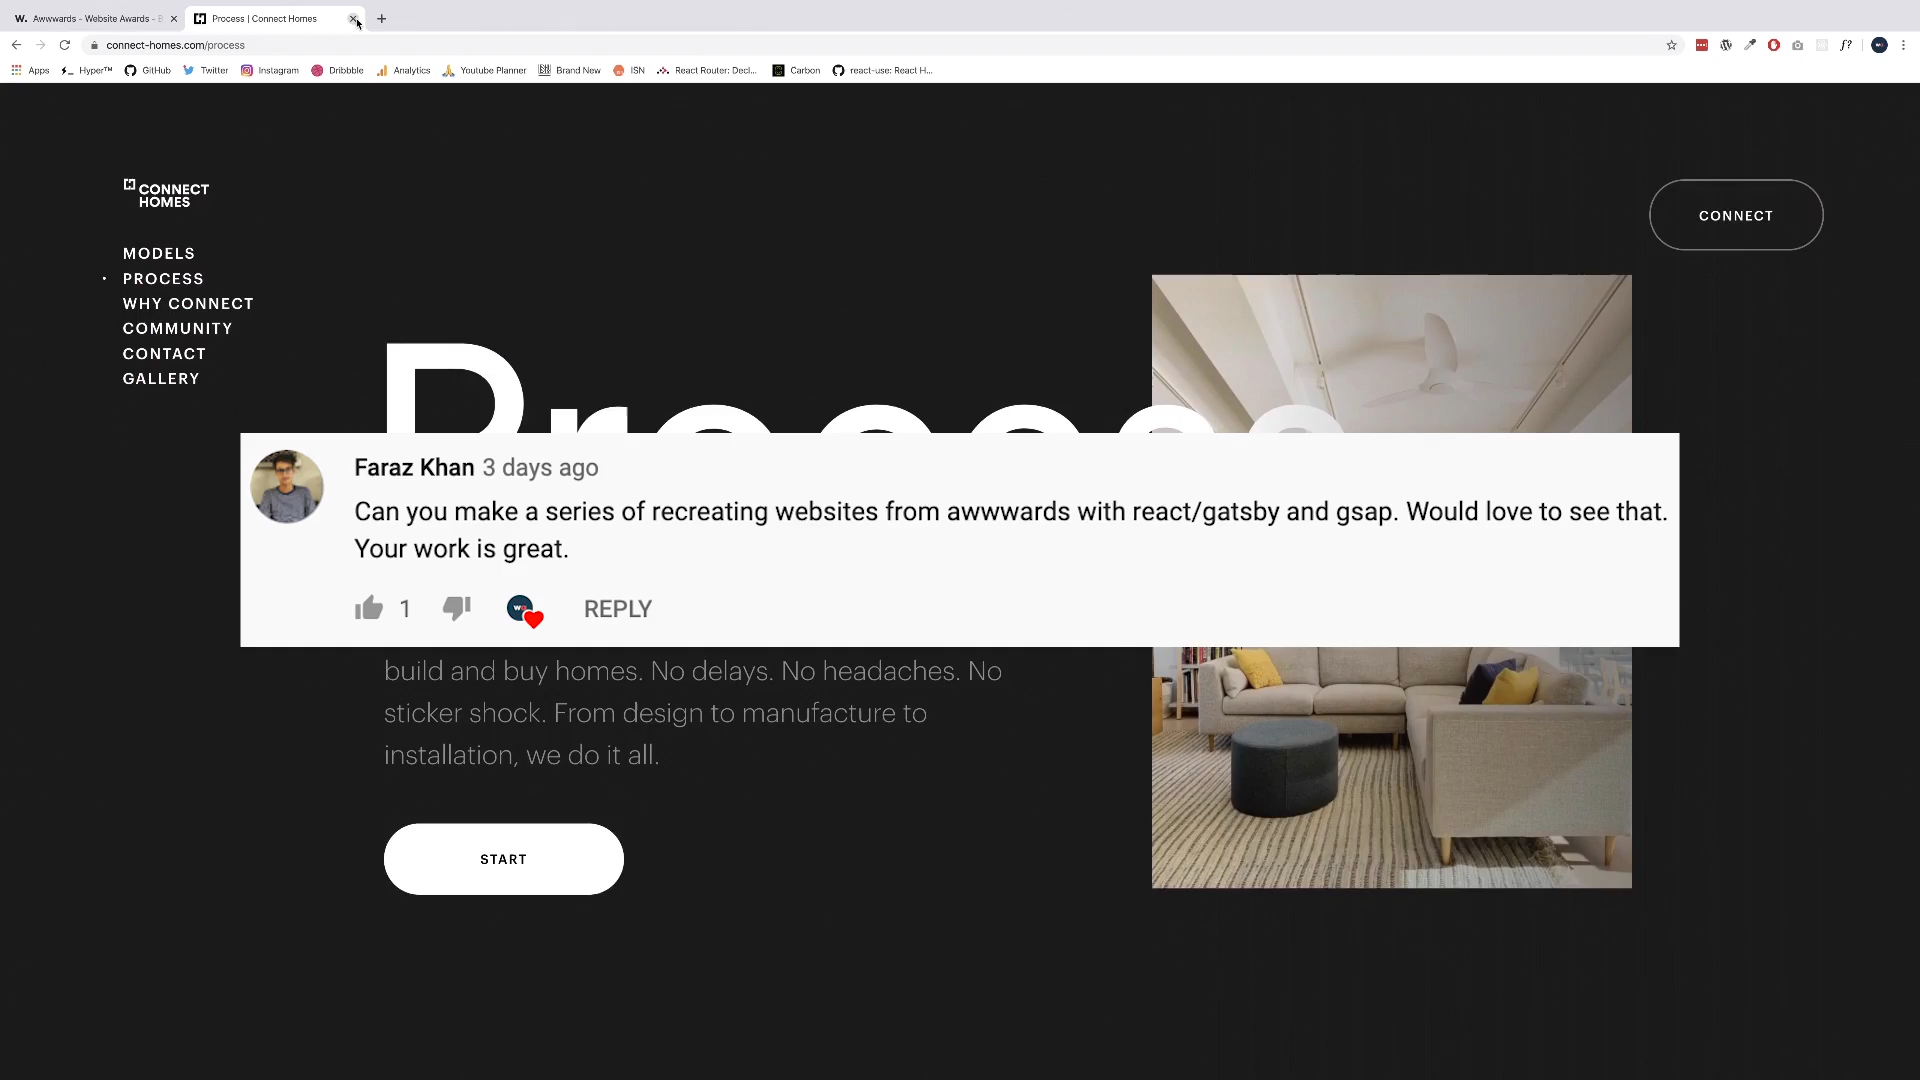 W. Awwwards - Website Awards - B
Process | Connect Homes
connect-homes.com/process
f?
Apps
Hyper™
GitHub
Twitter
Instagram
Dribbble
Analytics
Youtube Planner
Brand New
ISN
React Router: Decl...
Carbon
react-use: React H...
CONNECT
HOMES
CONNECT
MODELS
PROCESS
WHY CONNECT
COMMUNITY
CONTACT
GALLERY
Process
Faraz Khan 3 days ago
Can you make a series of recreating websites from awwwards with react/gatsby and gsap. Would love to see that.
Your work is great.
1
REPLY
build and buy homes. No delays. No headaches. No
sticker shock. From design to manufacture to
installation, we do it all.
START